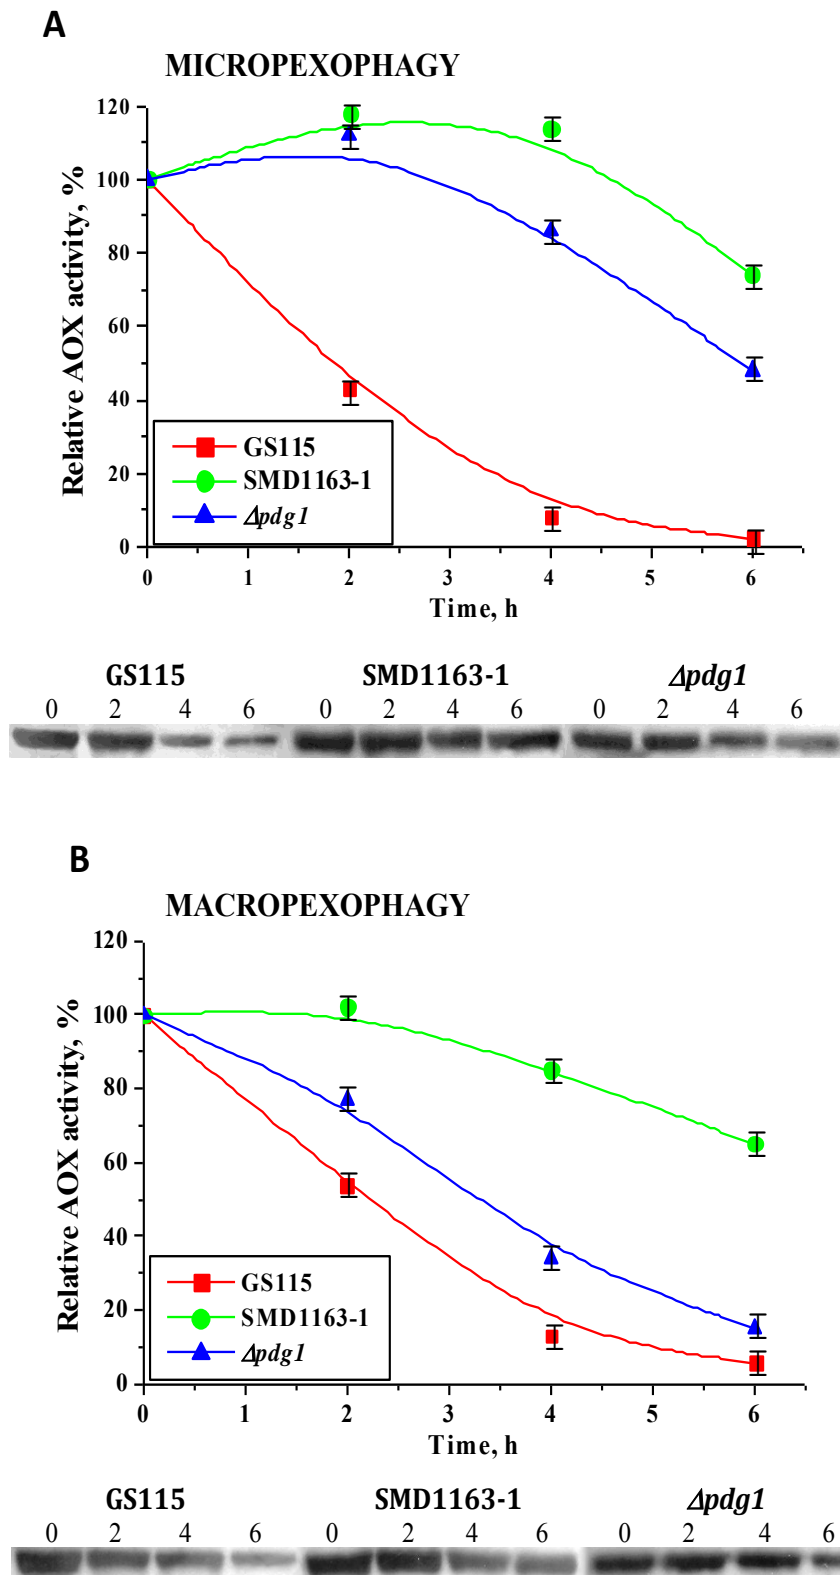 A
MICROPEXOPHAGY
Relative AOX activity, %
120
100
80
60
40
20
0
GS115
SMD1163-1
Δpdg1
0 1 2 3 4 5 6
Time, h
GS115 SMD1163-1 Δpdg1
0 2 4 6 0 2 4 6 0 2 4 6
B
MACROPEXOPHAGY
Relative AOX activity, %
120
100
80
60
40
20
0
GS115
SMD1163-1
Δpdg1
0 1 2 3 4 5 6
Time, h
GS115 SMD1163-1 Δpdg1
0 2 4 6 0 2 4 6 0 2 4 6